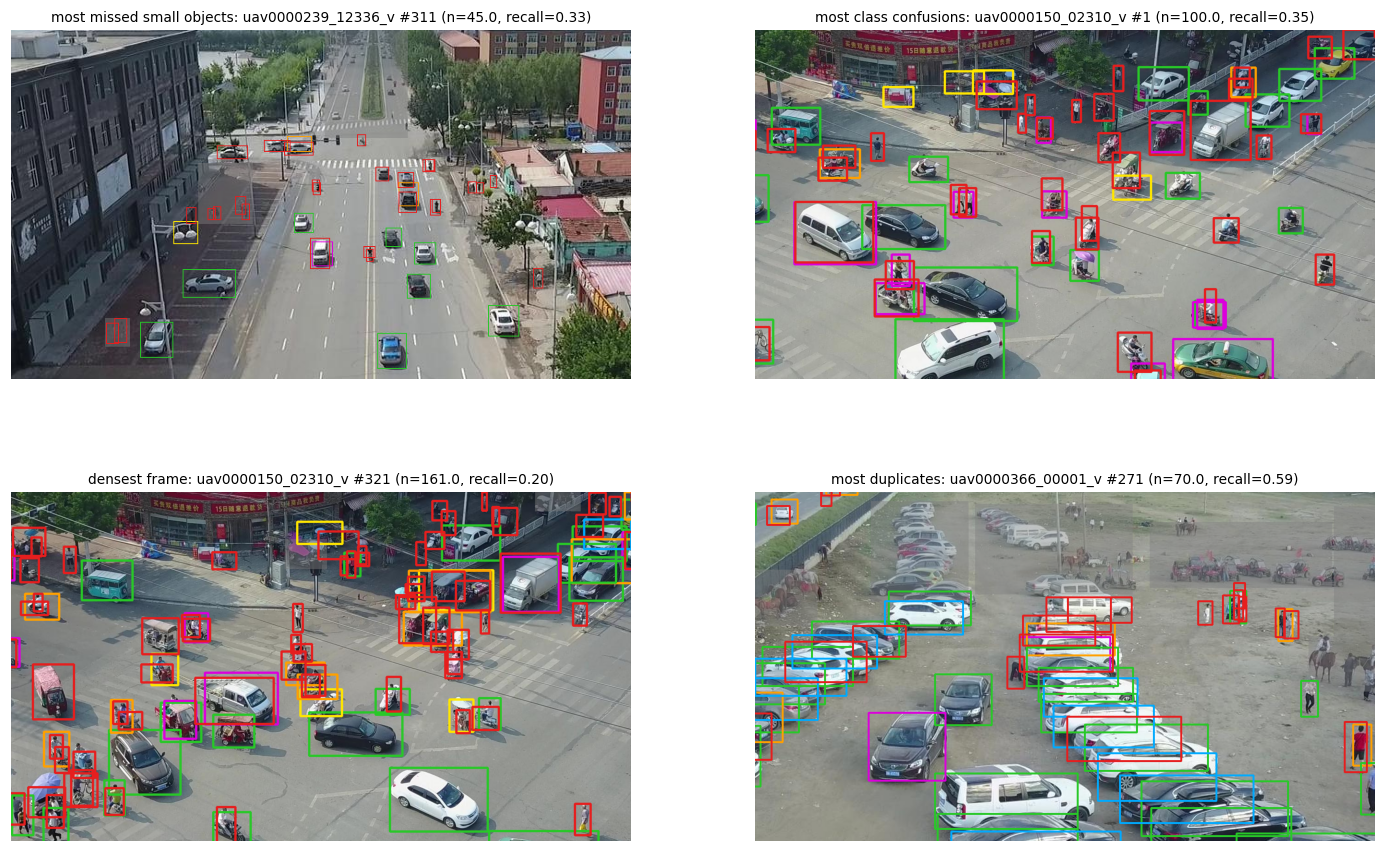 most missed small objects: uav0000239_12336_v #311 (n=45.0, recall=0.33)
most class confusions: uav0000150_02310_v #1 (n=100.0, recall=0.35)
densest frame: uav0000150_02310_v #321 (n=161.0, recall=0.20)
most duplicates: uav0000366_00001_v #271 (n=70.0, recall=0.59)